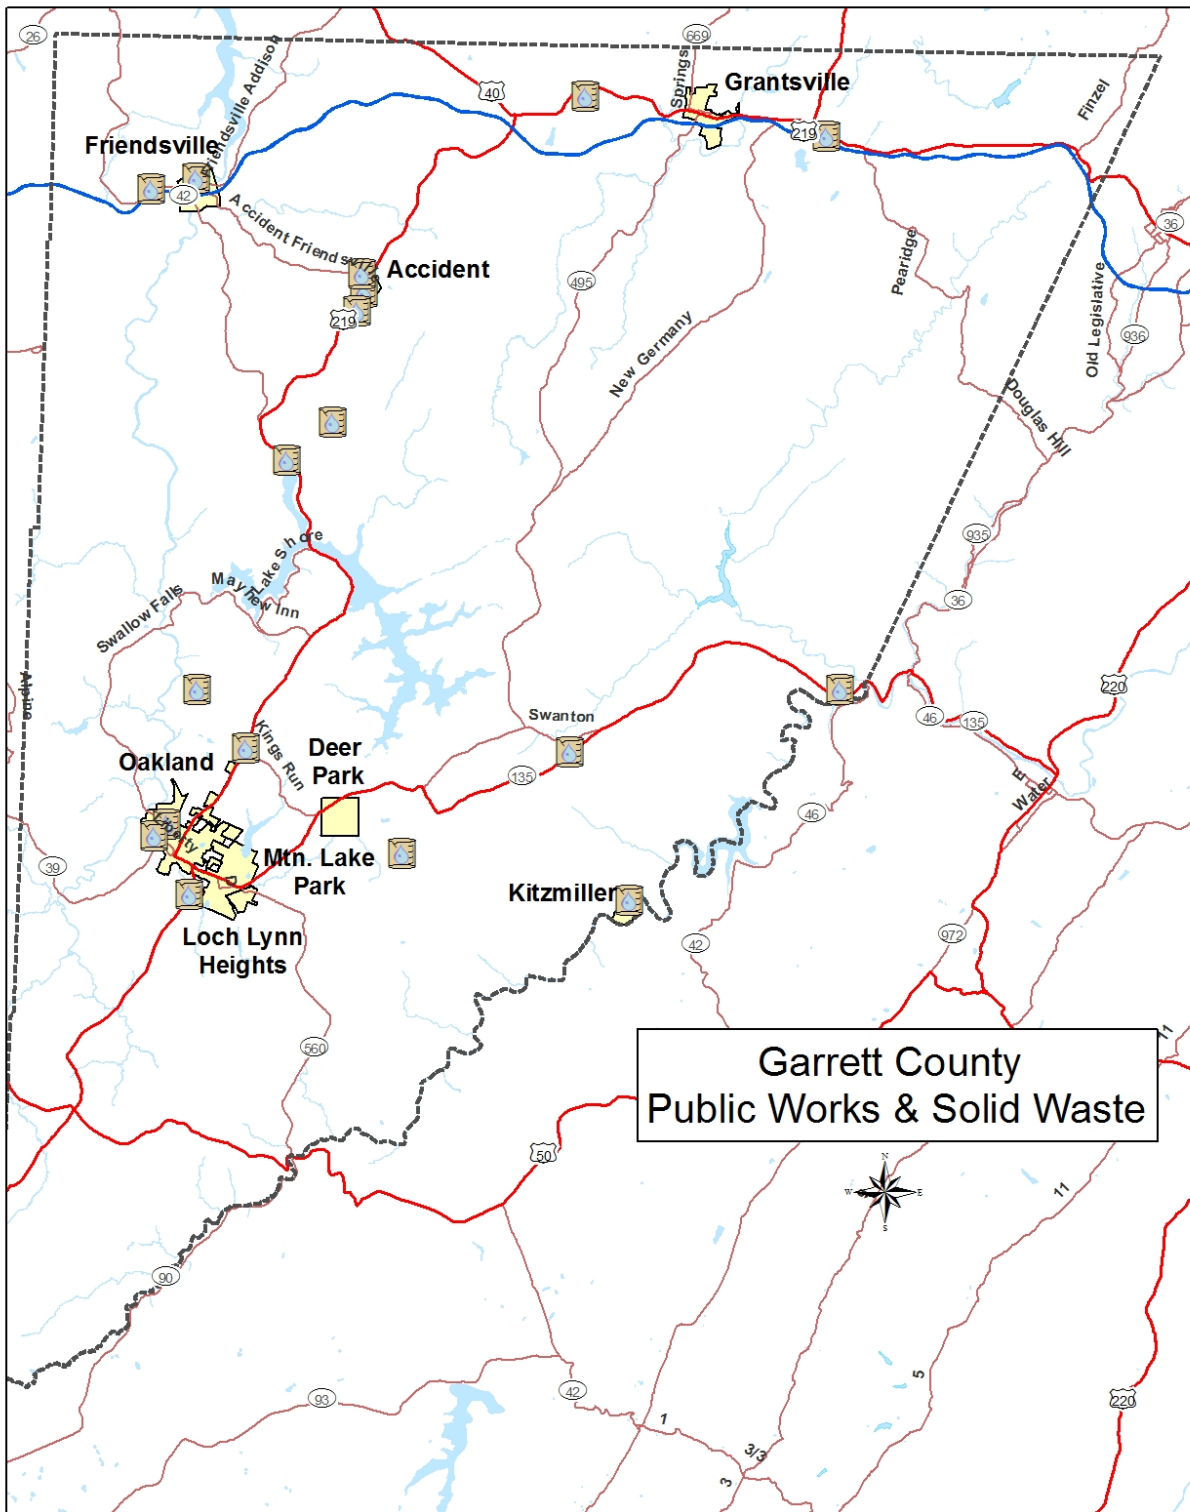 26
669
Springs
Grantsville
40
Friendsville Addison
Finzel
Friendsville
219
42
Accident Friendsville
36
Accident
Pearidge
495
Old Legislative
219
936
New Germany
Douglas Hill
935
Lake Shore
Mayhew Inn
Swallow Falls
36
Alpine
220
Swanton
46
135
Kings Run
Deer
Park
Oakland
135
E
Water
46
Liberty
Mtn. Lake
Park
39
D
Kitzmiller
972
42
Loch Lynn
Heights
560
11
Garrett County
Public Works & Solid Waste
50
N
W
E
S
11
90
5
42
93
220
1
3/3
3